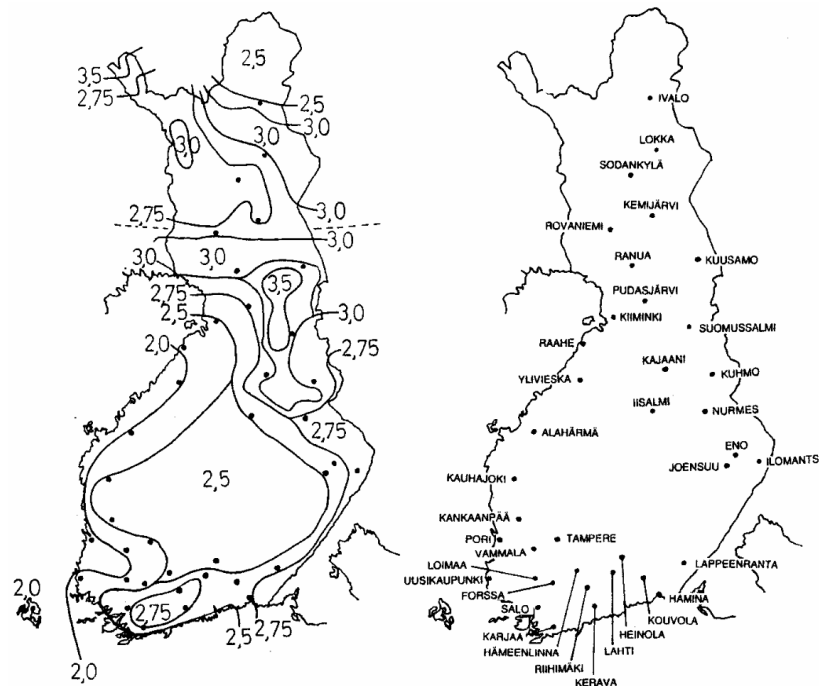 2,5
3,5
2,75
2,5
3,0
3,0
3,0
2,75
3,0
3,0
3,0
3,0
2,75
3,5
2,5
3,0
2,0
2,75
2,75
2,5
2,0
2,75
2,5
2,75
2,0
IVALO
LOKKA
SODANKYLÄ
KEMIJÄRVI
ROVANIEMI
RANUA
KUUSAMO
PUDASJÄRVI
KIIMINKI
SUOMUSSALMI
RAAHE
KAJAANI
YLIVIESKA
KUHMO
IISALMI
NURMES
ALAHÄRMÄ
ENO
JOENSUU
ILOMANTS
KAUHAJOKI
KANKAANPÄÄ
PORI
TAMPERE
VAMMALA
LOIMAA
LAPPEENRANTA
UUSIKAUPUNKI
FORSSA
HAMINA
SALO
KOUVOLA
KARJAA
HEINOLA
HÄMEENLINNA
LAHTI
RIIHIMÄKI
KERAVA